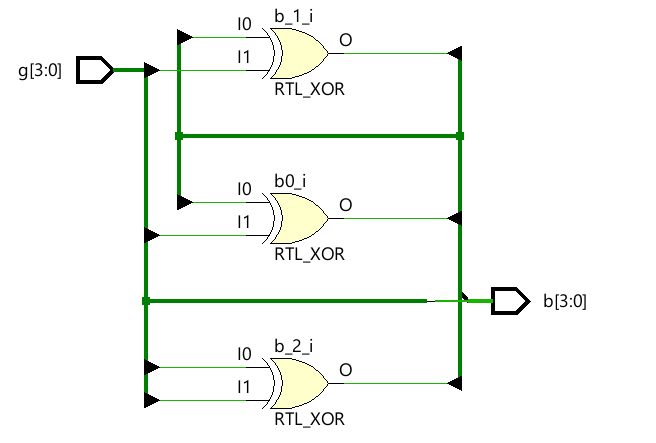 b_1_i
I0
O
I1
g[3:0]
RTL_XOR
b0_i
I0
O
I1
RTL_XOR
b[3:0]
b_2_i
I0
O
I1
RTL_XOR